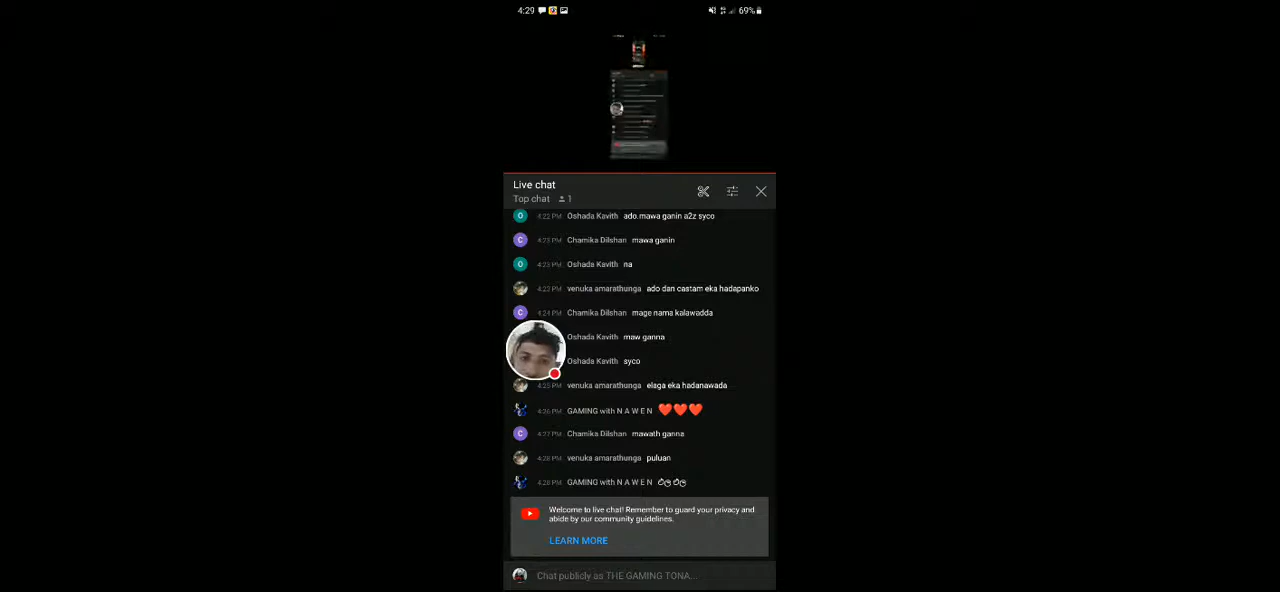 4:29 69%
Live chat
Top chat 1
O 4:22 PM Oshada Kavith ado.mawa ganin a2z syco
C 4:23 PM Chamika Dilshan mawa ganin
O 4:23 PM Oshada Kavith na
4:23 PM venuka amarathunga ado dan castam eka hadapanko
C 4:24 PM Chamika Dilshan mage nama kalawadda
Oshada Kavith maw ganna
Oshada Kavith syco
4:25 PM venuka amarathunga elaga eka hadanawada
4:26 PM GAMING with N A W E N ❤️❤️❤️
C 4:27 PM Chamika Dilshan mawath ganna
4:28 PM venuka amarathunga puluan
4:28 PM GAMING with N A W E N
Welcome to live chat! Remember to guard your privacy and
abide by our community guidelines.
LEARN MORE
Chat publicly as THE GAMING TONA...